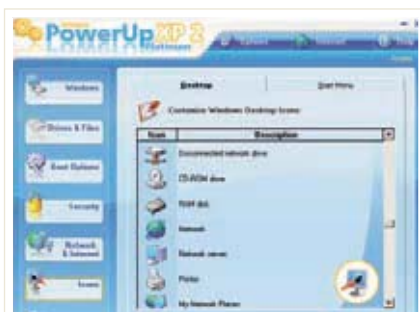 PowerUp XP 2
Platinum
Windows
Desktop
Start Menu
Customize Windows Desktop Icons
Drives & Files
Icon
Description
Disconnected network drive
Boot Options
CD-ROM drive
RAM disk
Security
Network
Network
& Internet
Network server
Printer
Icons
My Network Places